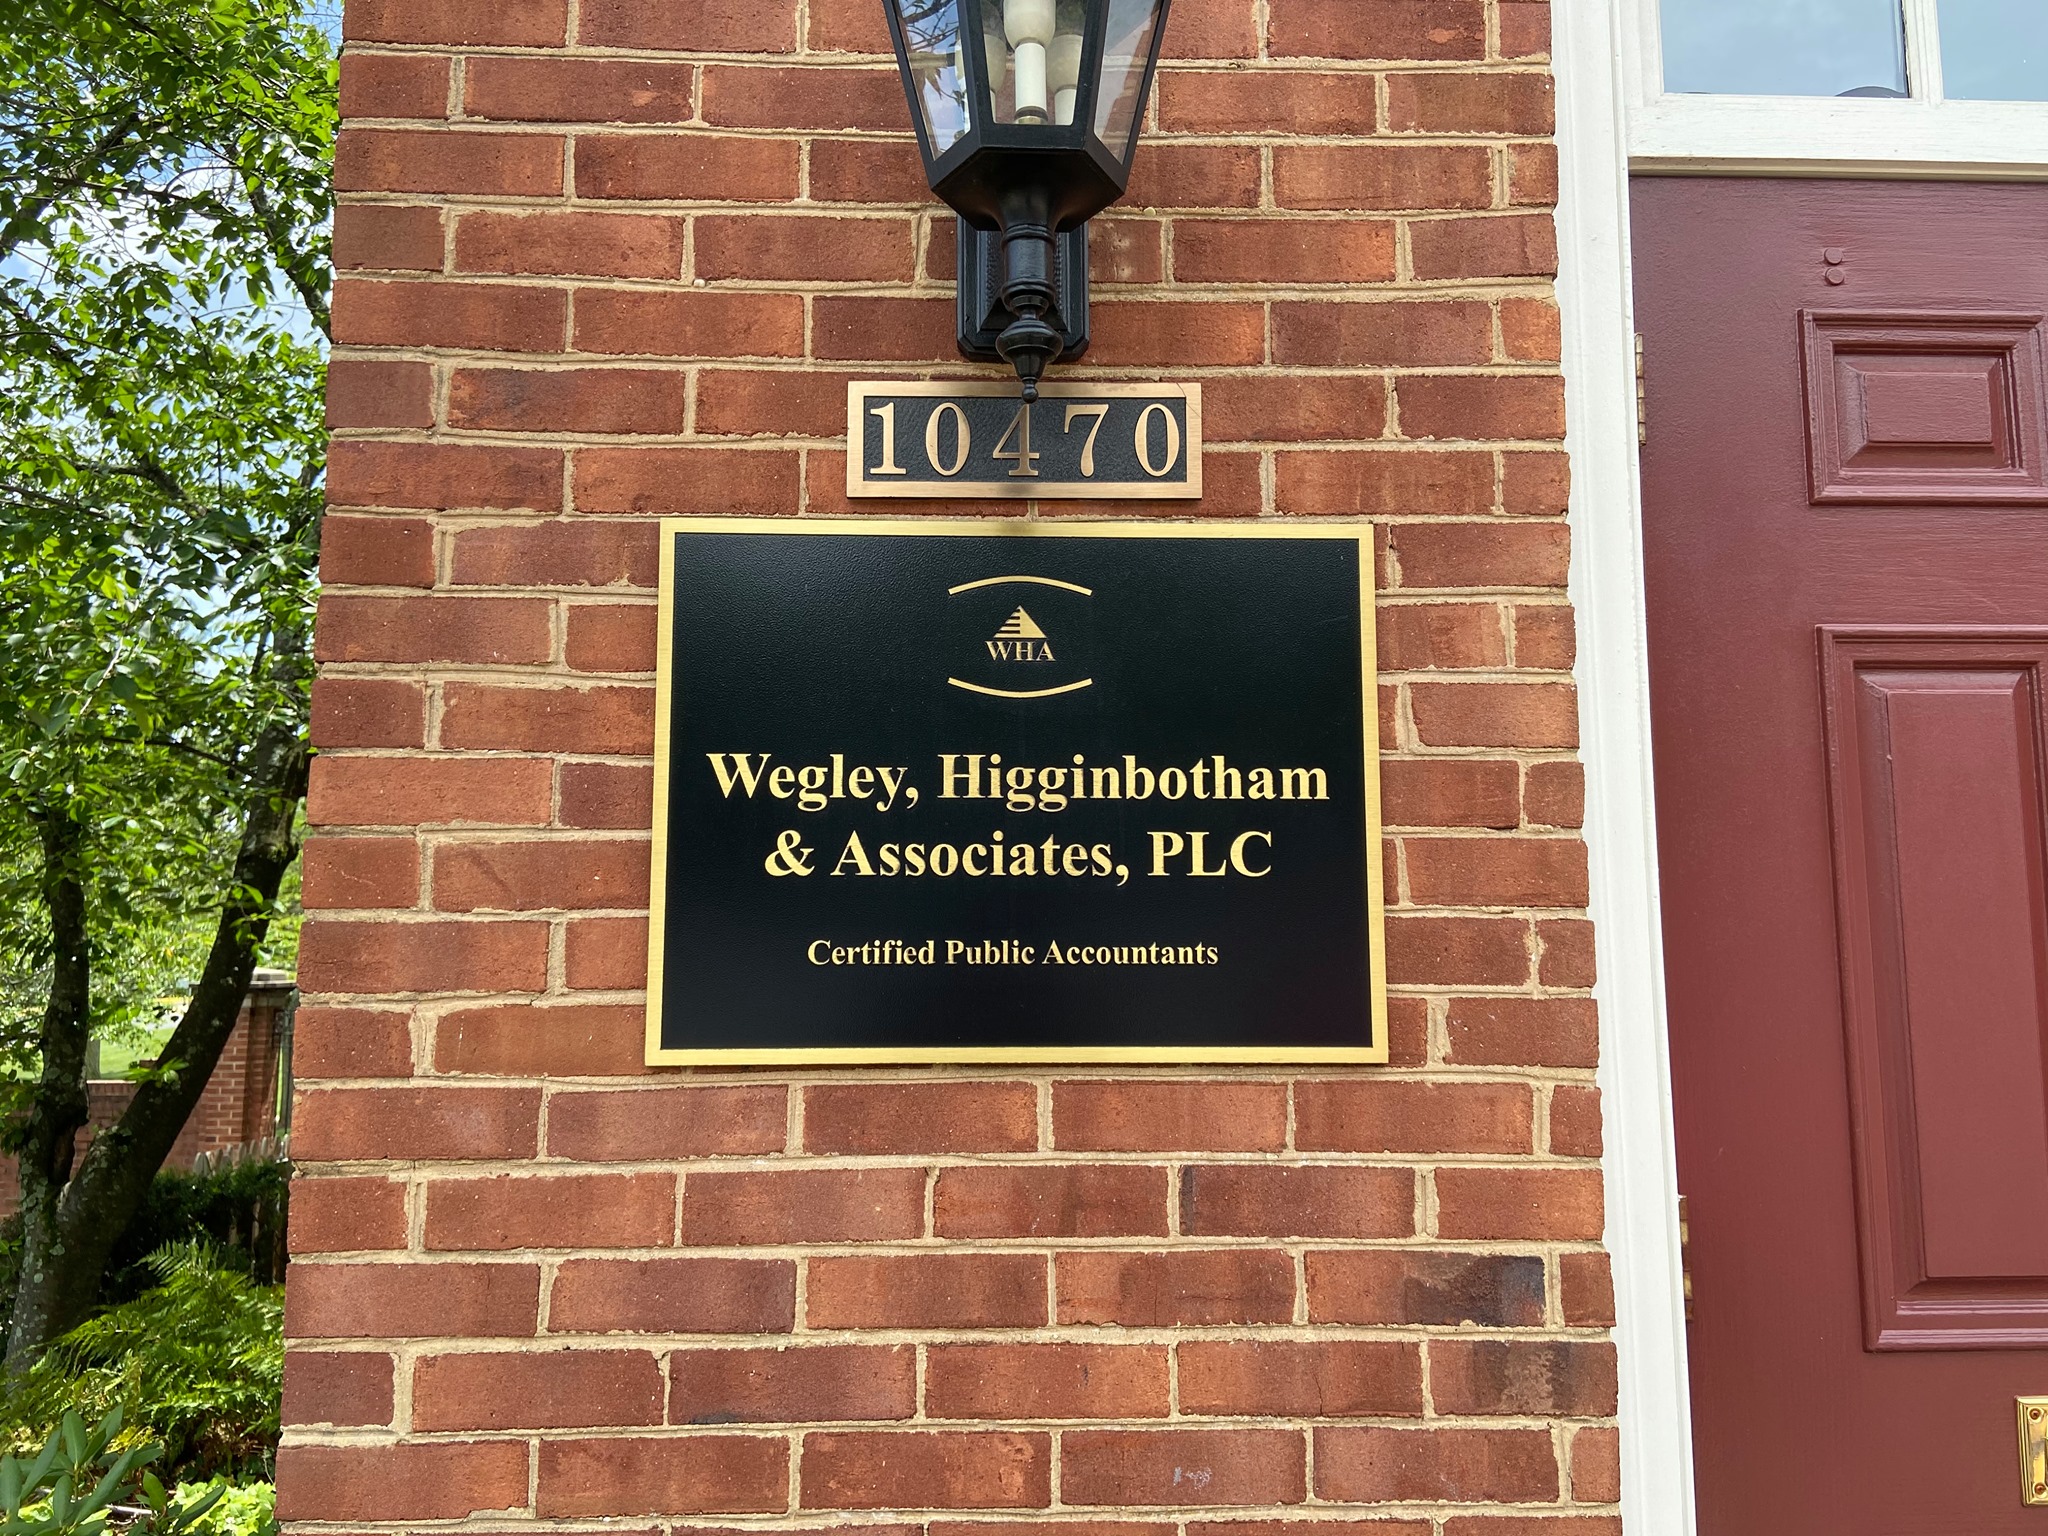 10470
WHA
Wegley, Higginbotham
& Associates, PLC
Certified Public Accountants